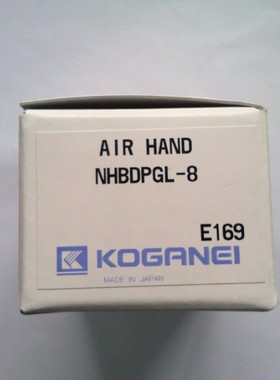 AIR HAND
NHBDPGL-8
E169
KOGANEI
MADE IN JAPAN